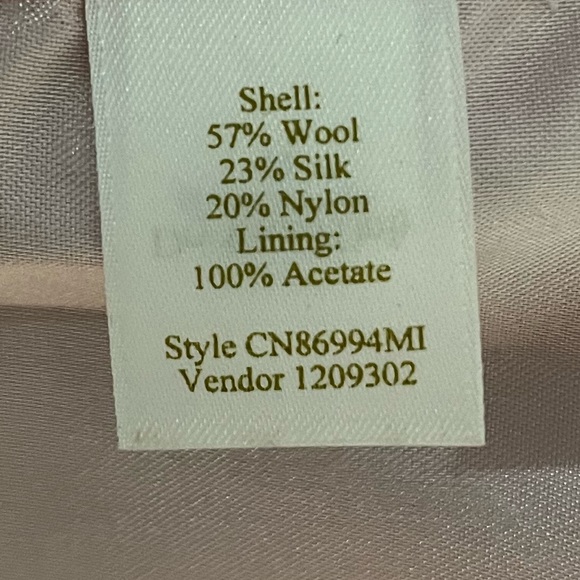 Shell:
57% Wool
23% Silk
20% Nylon
Lining:
100% Acetate
Style CN86994MI
Vendor 1209302